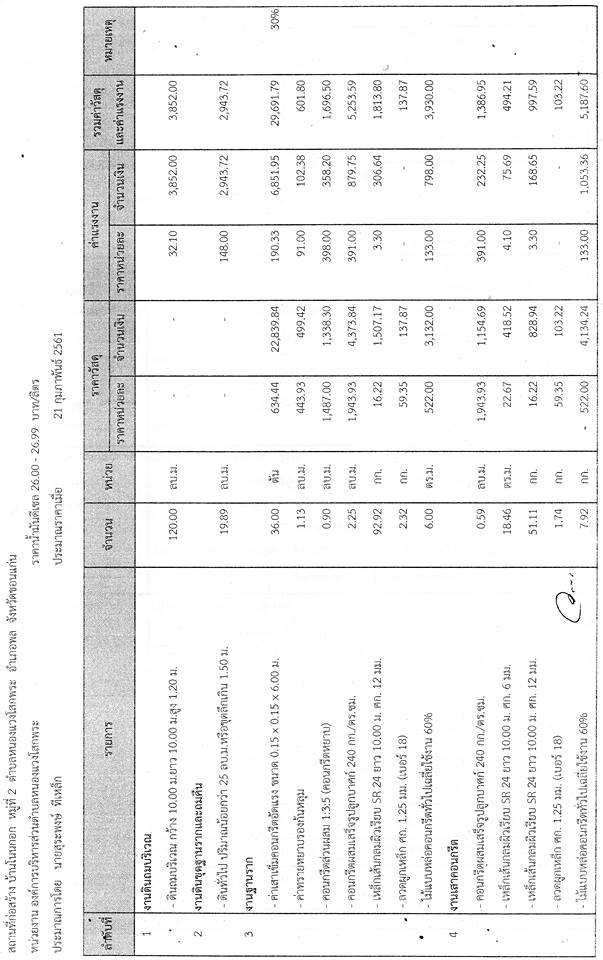 สถานที่ก่อสร้าง บ้านโนนกอก หมู่ที่ 2 ตำบลหนองแวงโสกพระ อำเภอพล จังหวัดขอนแก่น
หน่วยงาน องค์การบริหารส่วนตำบลหนองแวงโสกพระ ราคาน้ำมันดีเซล 26.00 - 26.99 บาท/ลิตร
ประมาณการโดย นายสุระพงษ์ ทีเหล็ก ประมาณราคาเมื่อ 21 กุมภาพันธ์ 2561
ลำดับที่ รายการ จำนวน หน่วย ราคาวัสดุ ค่าแรงงาน รวมค่าวัสดุ หมายเหตุ
ราคาหน่วยละ จำนวนเงิน ราคาหน่วยละ จำนวนเงิน และค่าแรงงาน
1 งานดินถมบริเวณ
- ดินถมบริเวณ กว้าง 10.00 ม.ยาว 10.00 ม.สูง 1.20 ม. 120.00 ลบ.ม. - - 32.10 3,852.00 3,852.00
2 งานดินขุดฐานรากและถมคืน
- ดินทั่วไป ปริมาณน้อยกว่า 25 ลบ.ม.หรือขุดลึกเกิน 1.50 ม. 19.89 ลบ.ม. - - 148.00 2,943.72 2,943.72
3 งานฐานราก
- ค่าเสาเข็มคอนกรีตอัดแรง ขนาด 0.15 x 0.15 x 6.00 ม. 36.00 ต้น 634.44 22,839.84 190.33 6,851.95 29,691.79 30%
- ค่าทรายหยาบรองก้นหลุม 1.13 ลบ.ม. 443.93 499.42 91.00 102.38 601.80
- คอนกรีตส่วนผสม 1:3:5 (คอนกรีตหยาบ) 0.90 ลบ.ม. 1,487.00 1,338.30 398.00 358.20 1,696.50
- คอนกรีตผสมเสร็จรูปลูกบาศก์ 240 กก./ตร.ซม. 2.25 ลบ.ม. 1,943.93 4,373.84 391.00 879.75 5,253.59
- เหล็กเส้นกลมผิวเรียบ SR 24 ยาว 10.00 ม. ศก. 12 มม. 92.92 กก. 16.22 1,507.17 3.30 306.64 1,813.80
- ลวดผูกเหล็ก ศก. 1.25 มม. (เบอร์ 18) 2.32 กก. 59.35 137.87 - - 137.87
- ไม้แบบหล่อคอนกรีตทั่วไปเฉลี่ยใช้งาน 60% 6.00 ตร.ม. 522.00 3,132.00 133.00 798.00 3,930.00
4 งานเสาคอนกรีต
- คอนกรีตผสมเสร็จรูปลูกบาศก์ 240 กก./ตร.ซม. 0.59 ลบ.ม. 1,943.93 1,154.69 391.00 232.25 1,386.95
- เหล็กเส้นกลมผิวเรียบ SR 24 ยาว 10.00 ม. ศก. 6 มม. 18.46 ตร.ม. 22.67 418.52 4.10 75.69 494.21
- เหล็กเส้นกลมผิวเรียบ SR 24 ยาว 10.00 ม. ศก. 12 มม. 51.11 กก. 16.22 828.94 3.30 168.65 997.59
- ลวดผูกเหล็ก ศก. 1.25 มม. (เบอร์ 18) 1.74 กก. 59.35 103.22 - - 103.22
- ไม้แบบหล่อคอนกรีตทั่วไปเฉลี่ยใช้งาน 60% 7.92 กก. - 522.00 4,134.24 133.00 1,053.36 5,187.60